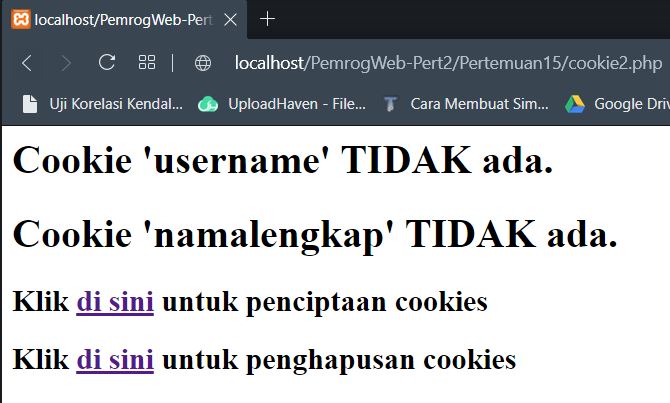 localhost/PemrogWeb-Pert
localhost/PemrogWeb-Pert2/Pertemuan15/cookie2.php
Uji Korelasi Kendal... UploadHaven - File... Cara Membuat Sim... Google Driv
Cookie 'username' TIDAK ada.
Cookie 'namalengkap' TIDAK ada.
Klik di sini untuk penciptaan cookies
Klik di sini untuk penghapusan cookies